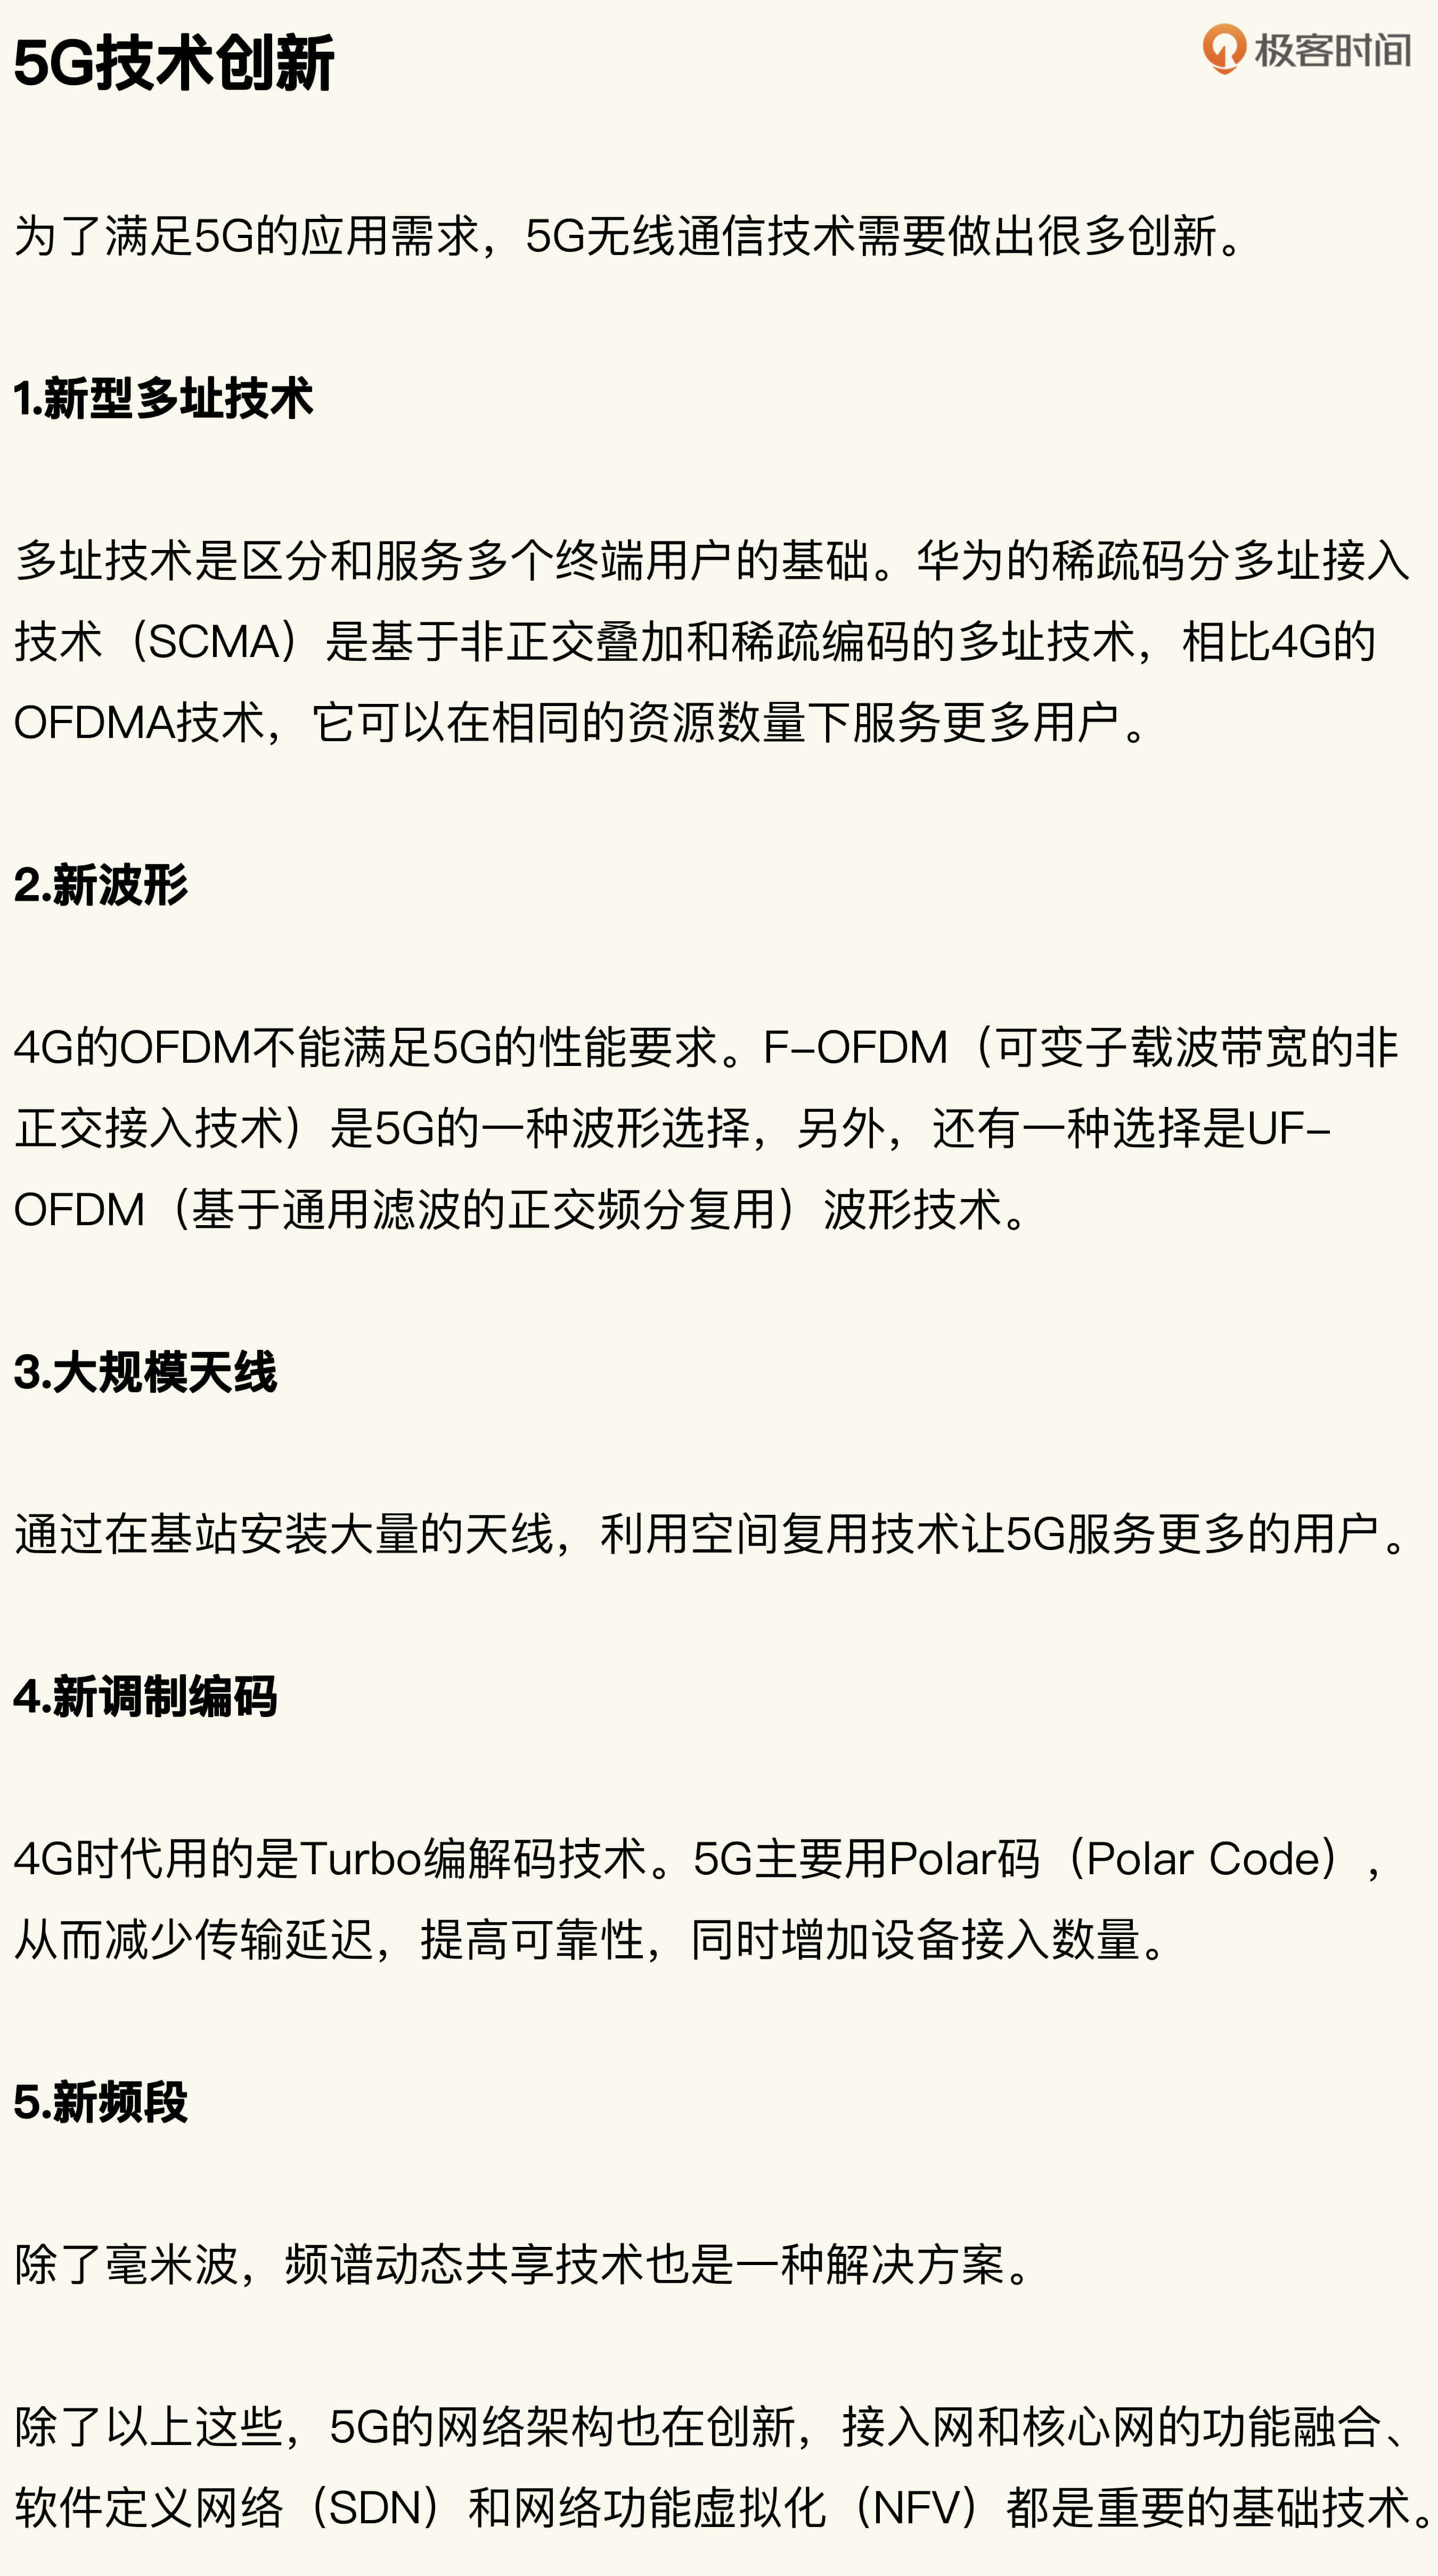 5G技术创新
极客时间
为了满足5G的应用需求，5G无线通信技术需要做出很多创新。
1.新型多址技术
多址技术是区分和服务多个终端用户的基础。华为的稀疏码分多址接入
技术（SCMA）是基于非正交叠加和稀疏编码的多址技术，相比4G的
OFDMA技术，它可以在相同的资源数量下服务更多用户。
2.新波形
4G的OFDM不能满足5G的性能要求。F-OFDM（可变子载波带宽的非
正交接入技术）是5G的一种波形选择，另外，还有一种选择是UF-
OFDM（基于通用滤波的正交频分复用）波形技术。
3.大规模天线
通过在基站安装大量的天线，利用空间复用技术让5G服务更多的用户。
4.新调制编码
4G时代用的是Turbo编解码技术。5G主要用Polar码（Polar Code），
从而减少传输延迟，提高可靠性，同时增加设备接入数量。
5.新频段
除了毫米波，频谱动态共享技术也是一种解决方案。
除了以上这些，5G的网络架构也在创新，接入网和核心网的功能融合、
软件定义网络（SDN）和网络功能虚拟化（NFV）都是重要的基础技术。